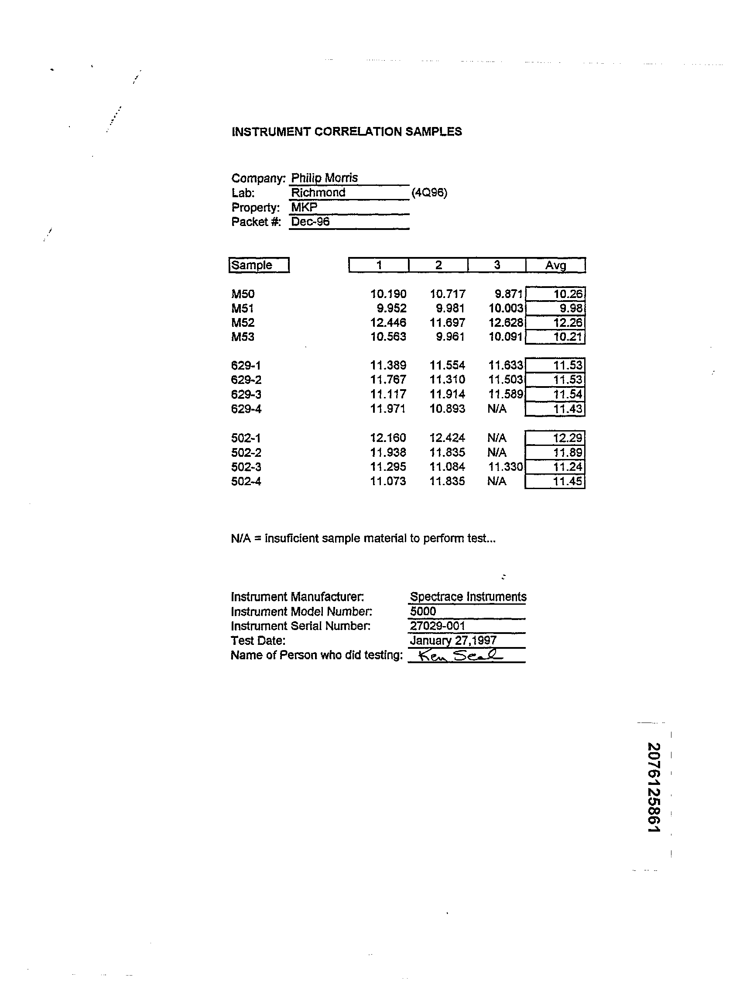 INSTRUMENT CORRELATION SAMPLES
Company: Philip Morris
Lab: Richmond (4Q96)
Property: MKP
Packet #: Dec-96
Sample 1 2 3 Avg
M50 10.190 10.717 9.871 10.26
M51 9.952 9.981 10.003 9.98
M52 12.446 11.697 12.628 12.26
M53 10.563 9.961 10.091 10.21
629-1 11.389 11.554 11.633 11.53
629-2 11.767 11.310 11.503 11.53
629-3 11.117 11.914 11.589 11.54
629-4 11.971 10.893 N/A 11.43
502-1 12.160 12.424 N/A 12.29
502-2 11.938 11.835 N/A 11.89
502-3 11.295 11.084 11.330 11.24
502-4 11.073 11.835 N/A 11.45
N/A = insuficient sample material to perform test...
Instrument Manufacturer: Spectrace Instruments
Instrument Model Number: 5000
Instrument Serial Number: 27029-001
Test Date: January 27,1997
Name of Person who did testing: Ken Seal
2076125861